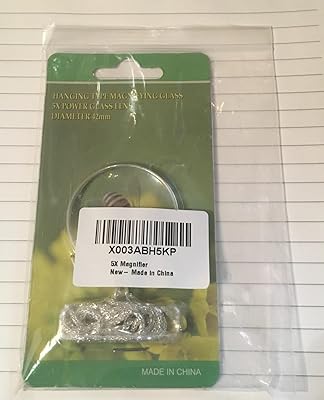 HANGING TYPE MAGNIFYING GLASS
5X POWER GLASS LENS
DIAMETER 42mm
X003ABH5KP
5X Magnifier
New - Made in China
MADE IN CHINA